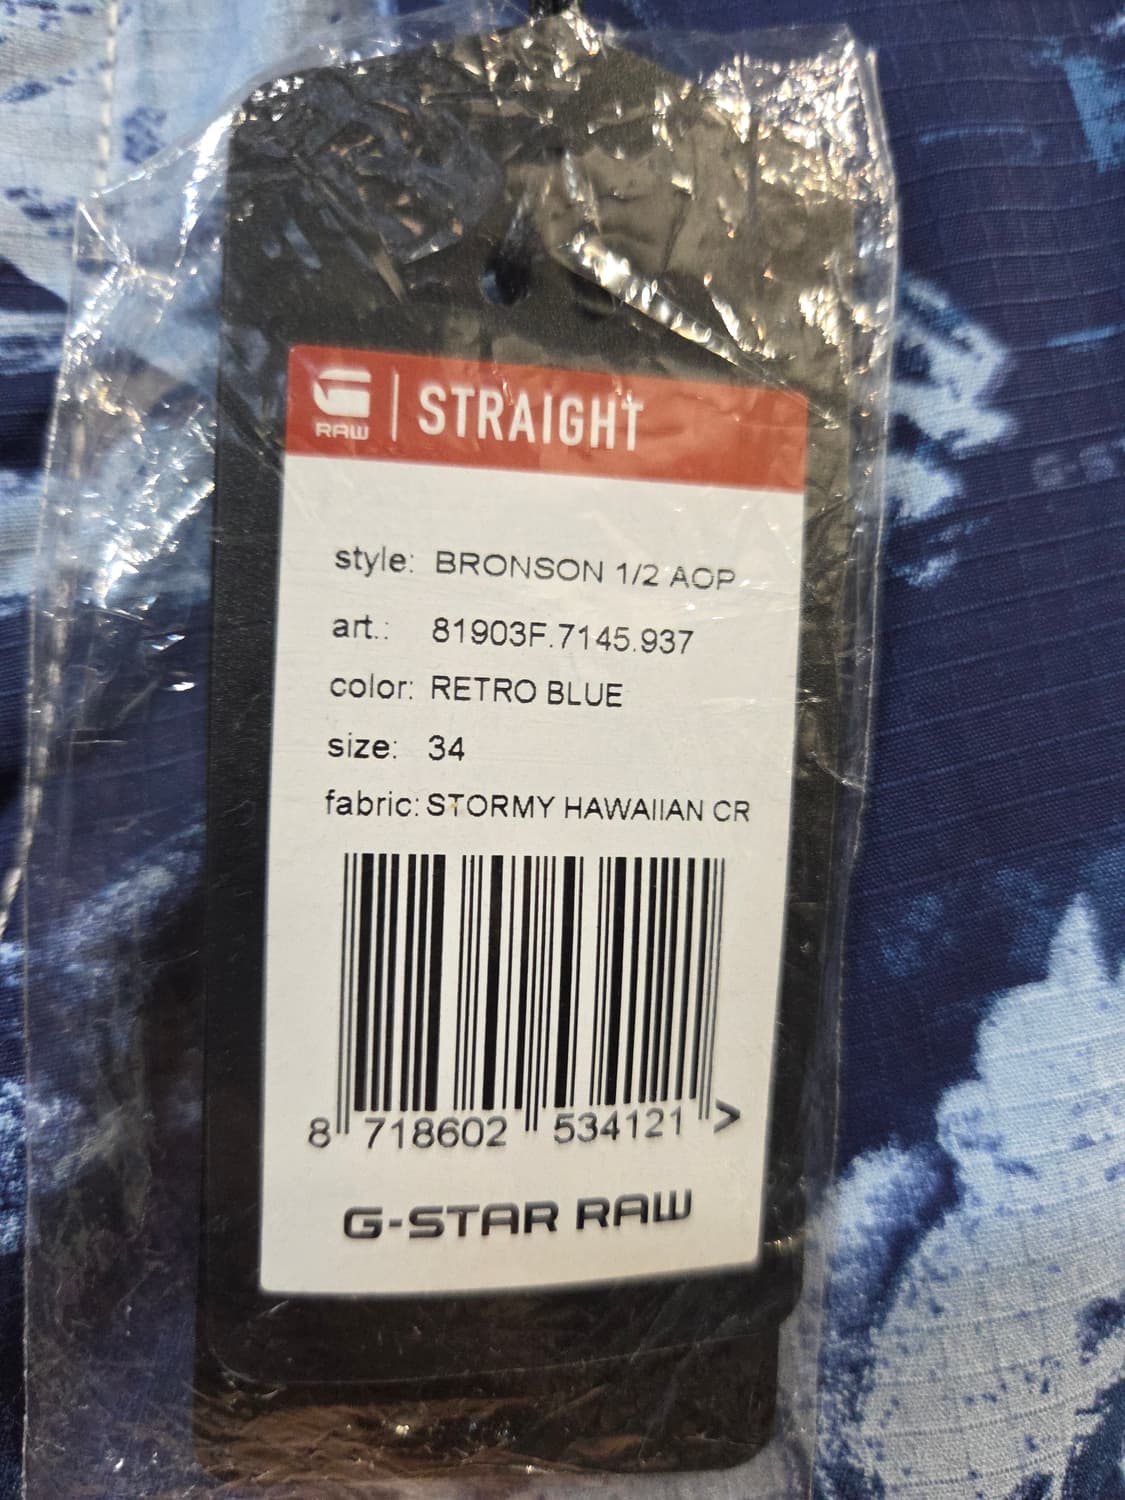 RAW | STRAIGHT
style: BRONSON 1/2 AOP
art.: 81903F.7145.937
color: RETRO BLUE
size: 34
fabric: STORMY HAWAIIAN CR
8 718602 534121 >
G-STAR RAW
G-S